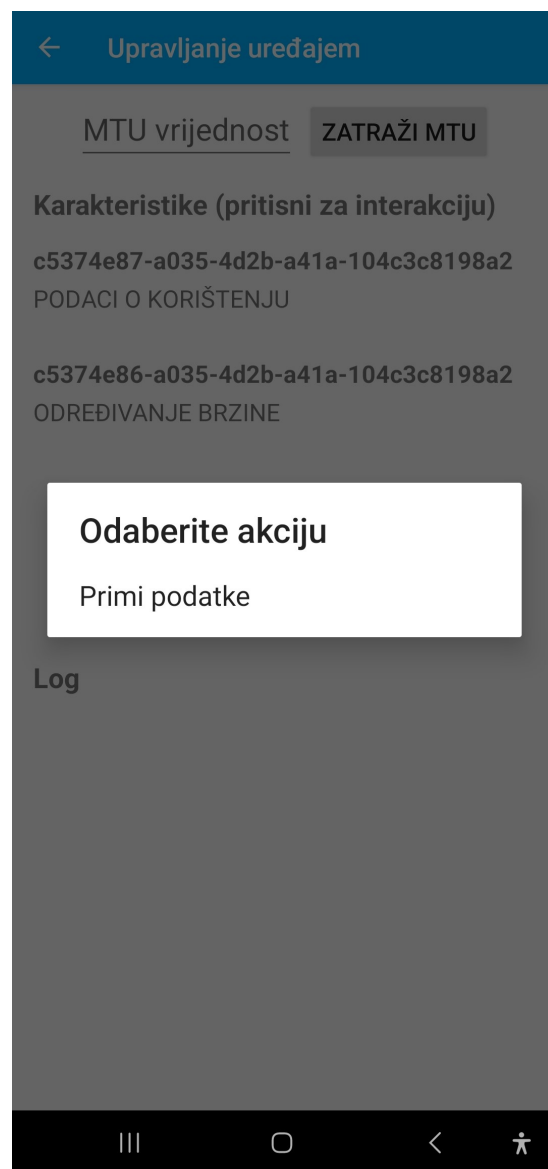 Upravljanje uređajem
MTU vrijednost ZATRAŽI MTU
Karakteristike (pritisni za interakciju)
c5374e87-a035-4d2b-a41a-104c3c8198a2
PODACI O KORIŠTENJU
c5374e86-a035-4d2b-a41a-104c3c8198a2
ODREĐIVANJE BRZINE
Odaberite akciju
Primi podatke
Log